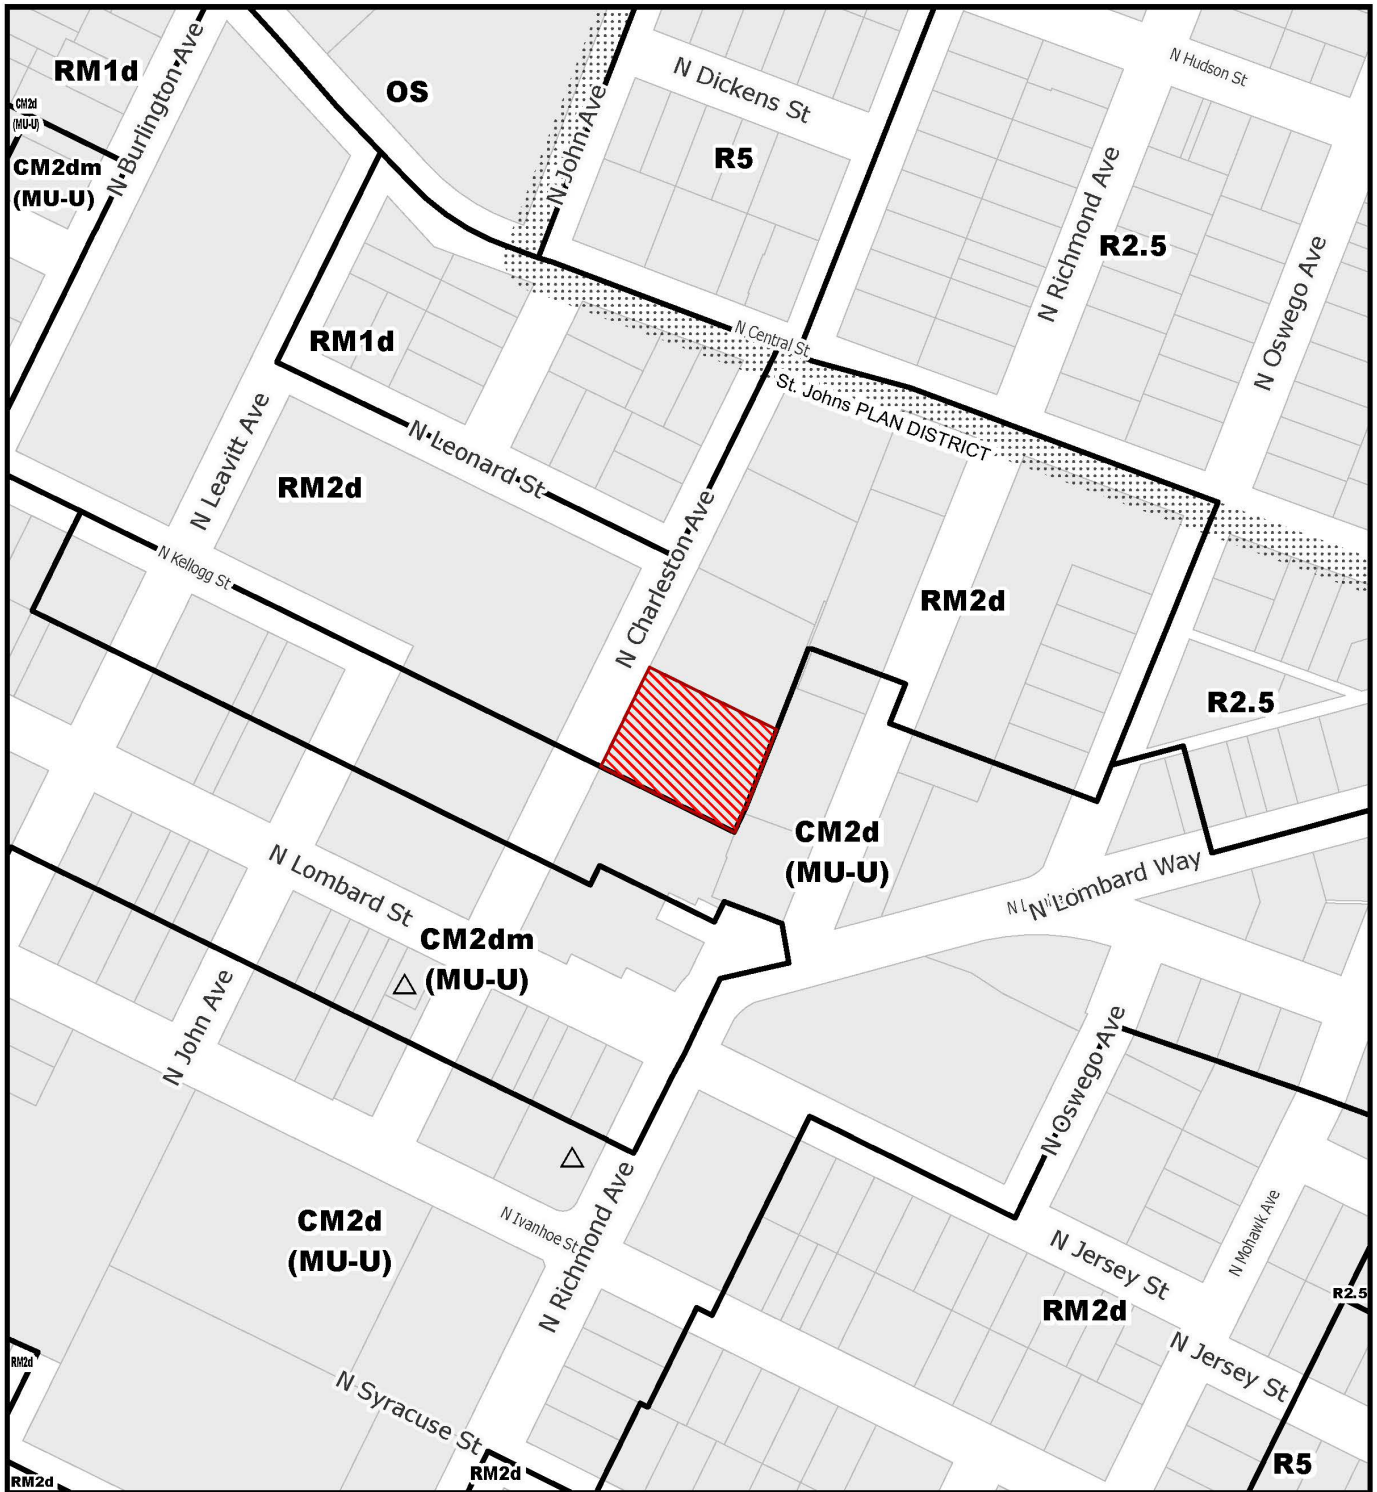 RM1d
N Burlington Ave
OS
N John Ave
N Dickens St
N Hudson St
CM2d
(MU-U)
CM2dm
(MU-U)
R5
N Richmond Ave
R2.5
N Oswego Ave
RM1d
N Central St
St. Johns PLAN DISTRICT
N Leavitt Ave
N Leonard St
RM2d
N Charleston Ave
N Kellogg St
RM2d
R2.5
CM2d
(MU-U)
N Lombard St
N Lombard Way
CM2dm
(MU-U)
N John Ave
N Oswego Ave
N Richmond Ave
N Ivanhoe St
CM2d
(MU-U)
N Mohawk Ave
N Jersey St
RM2d
R2.5
N Jersey St
RM2d
N Syracuse St
R5
RM2d
RM2d